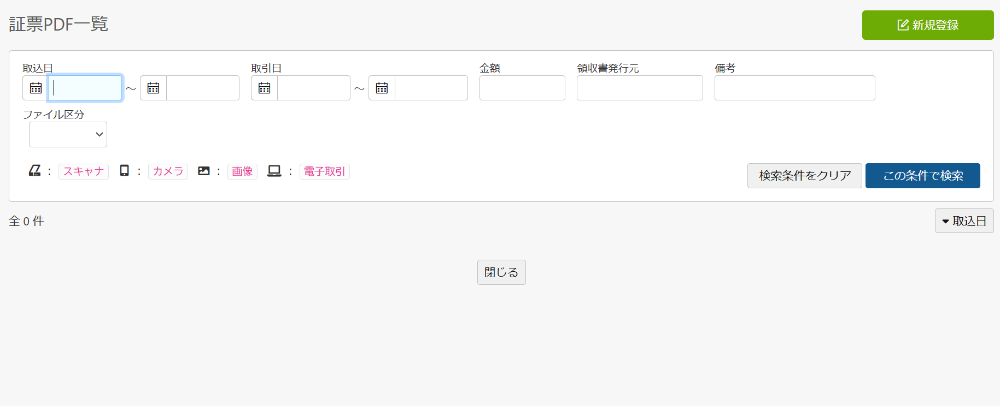 証票PDF一覧
新規登録
取込日 取引日 金額 領収書発行元 備考
～ ～
ファイル区分
： スキャナ ： カメラ ： 画像 ： 電子取引
検索条件をクリア この条件で検索
全 0 件
取込日
閉じる